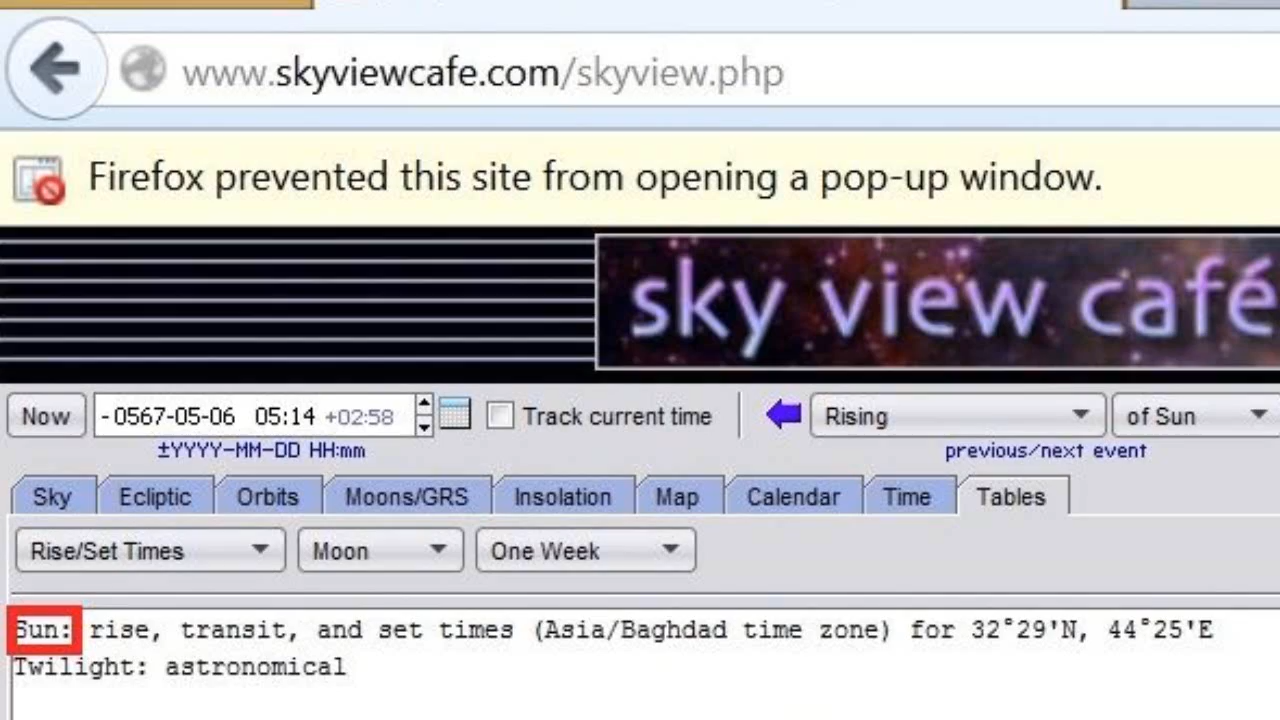 www.skyviewcafe.com/skyview.php
Firefox prevented this site from opening a pop-up window.
sky view café
Now -0567-05-06 05:14 +02:58 Track current time Rising of Sun
±YYYY-MM-DD HH:mm previous/next event
Sky Ecliptic Orbits Moons/GRS Insolation Map Calendar Time Tables
Rise/Set Times Moon One Week
Sun: rise, transit, and set times (Asia/Baghdad time zone) for 32°29'N, 44°25'E
Twilight: astronomical